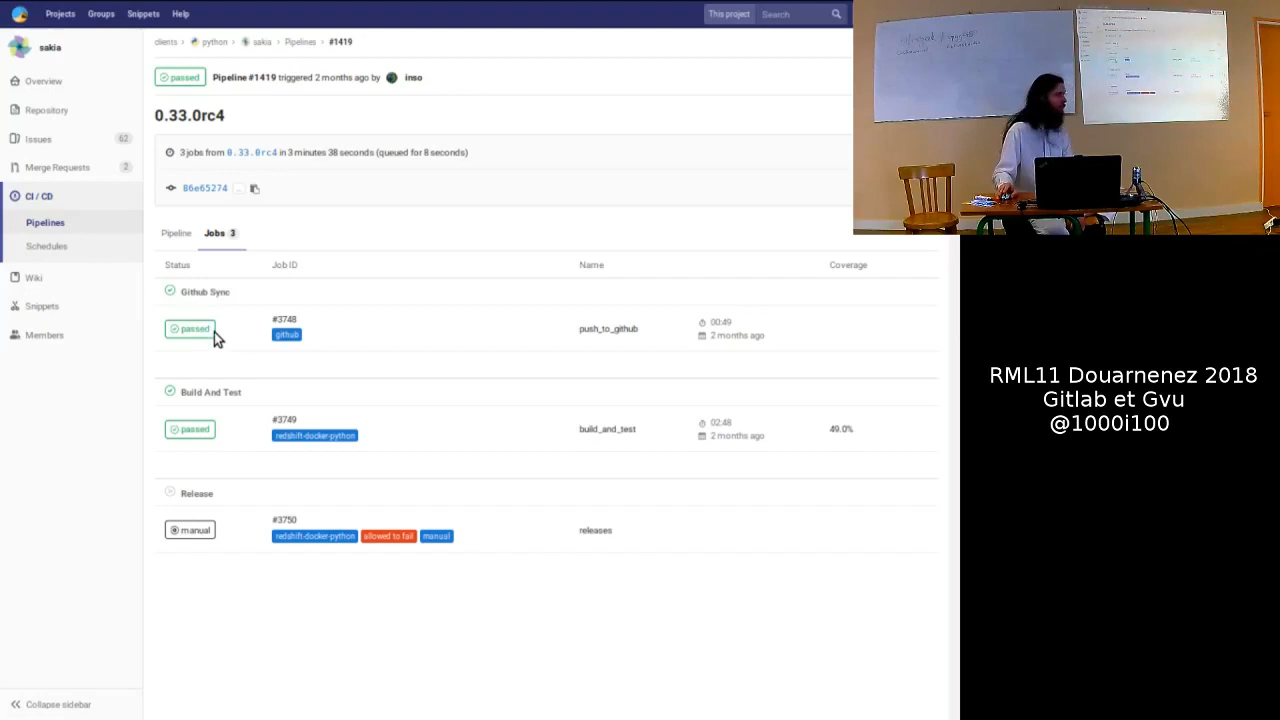 Projects Groups Snippets Help
This project Search
sakia
clients python sakia Pipelines #1419
Overview
Repository
Issues 62
Merge Requests 2
CI / CD
Pipelines
Schedules
Wiki
Snippets
Members
Collapse sidebar
passed Pipeline #1419 triggered 2 months ago by inso
0.33.0rc4
3 jobs from 0.33.0rc4 in 3 minutes 38 seconds (queued for 8 seconds)
86e65274 ...
Pipeline Jobs 3
Status Job ID Name Coverage
Github Sync
passed #3748 push_to_github 00:49
github 2 months ago
Build And Test
passed #3749 build_and_test 02:48 49.0%
redshift-docker-python 2 months ago
Release
manual #3750 releases
redshift-docker-python allowed to fail manual
RML11 Douarnenez 2018
Gitlab et Gvu
@1000i100